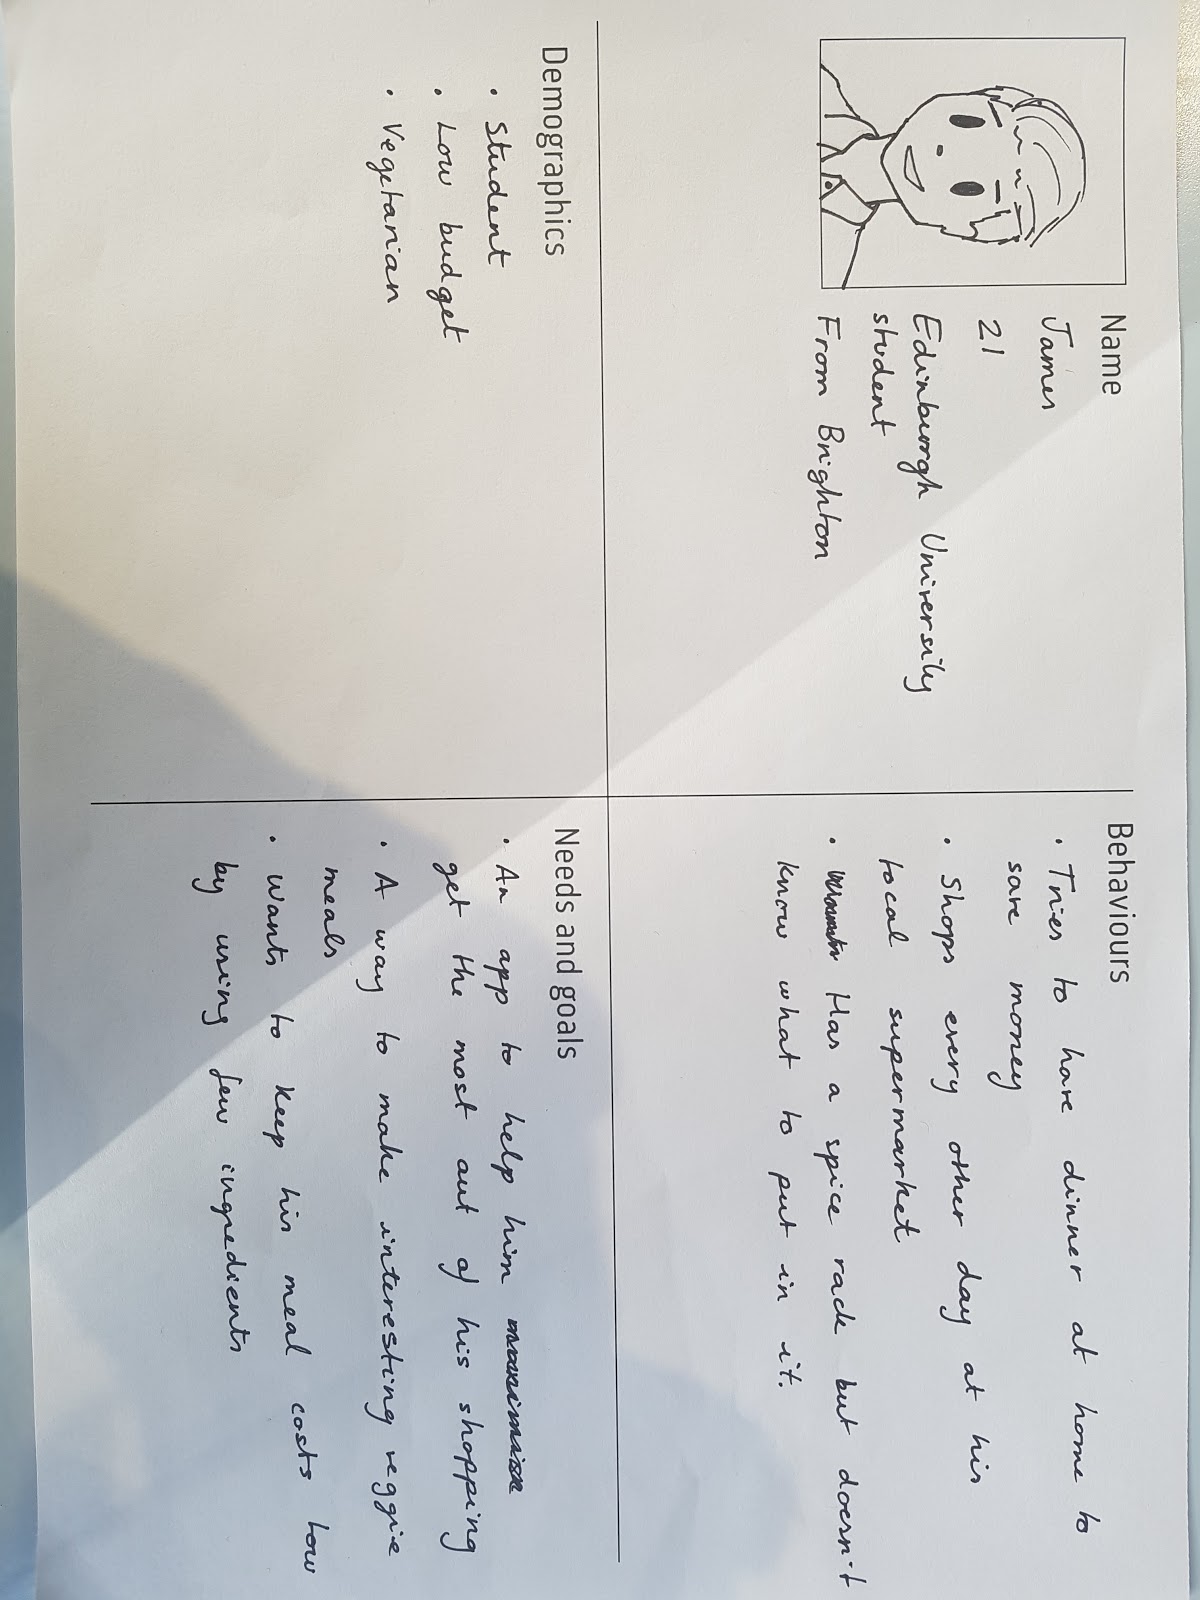 Name
James
21
Edinburgh University
student
From Brighton
Behaviours
• Tries to have dinner at home to
save money
• Shops every other day at his
local supermarket
• Has a spice rack but doesn't
know what to put in it.
Demographics
• Student
• Low budget
• Vegetarian
Needs and goals
• An app to help him
get the most out of his shopping
• A way to make interesting veggie
meals
• Wants to keep his meal costs low
by using few ingredients